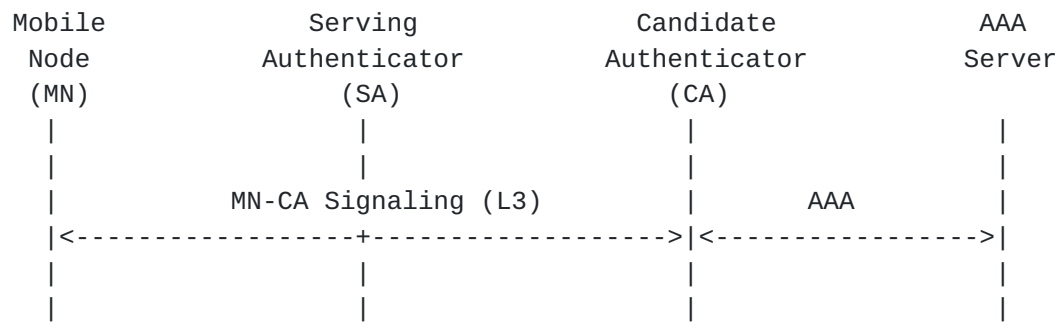 Mobile Serving Candidate AAA
Node Authenticator Authenticator Server
(MN) (SA) (CA)
MN-CA Signaling (L3) AAA